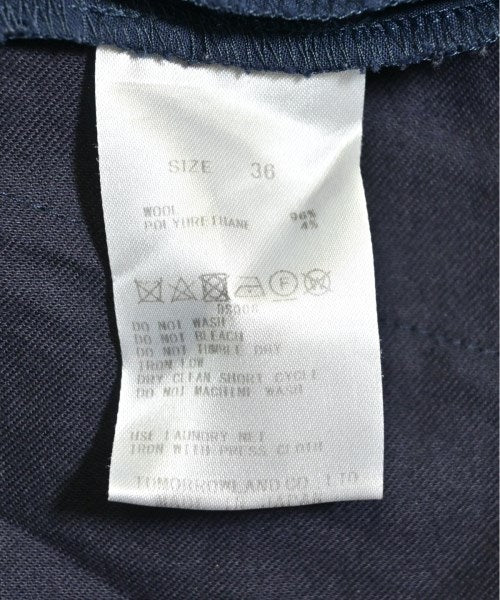 SIZE 36
WOOL 96%
POLYURETHANE 4%
DO NOT WASH
DO NOT BLEACH
DO NOT TUMBLE DRY
IRON LOW
DRY CLEAN SHORT CYCLE
DO NOT MACHINE WASH
USE LAUNDRY NET
IRON WITH PRESS CLOTH
TOMORROWLAND CO., LTD